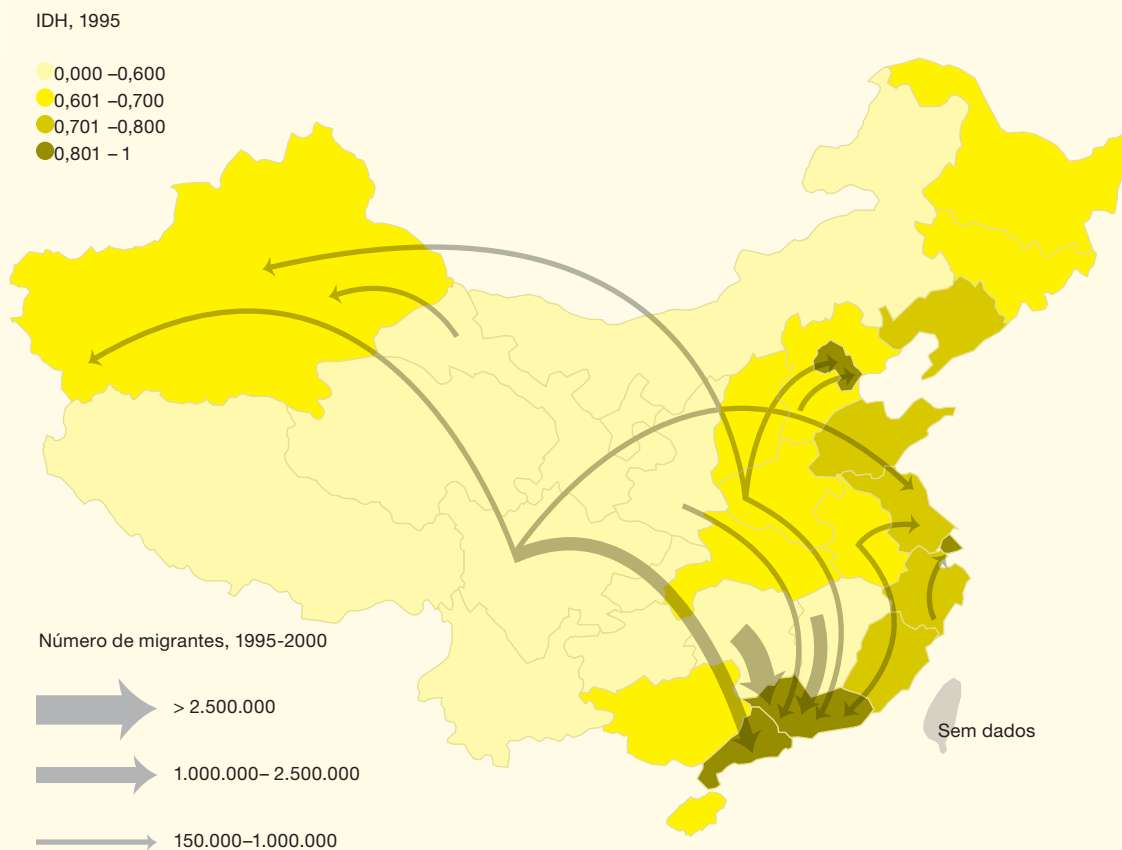 IDH, 1995
0,000 –0,600
0,601 –0,700
0,701 –0,800
0,801 – 1
Número de migrantes, 1995-2000
> 2.500.000
1.000.000– 2.500.000
150.000–1.000.000
Sem dados